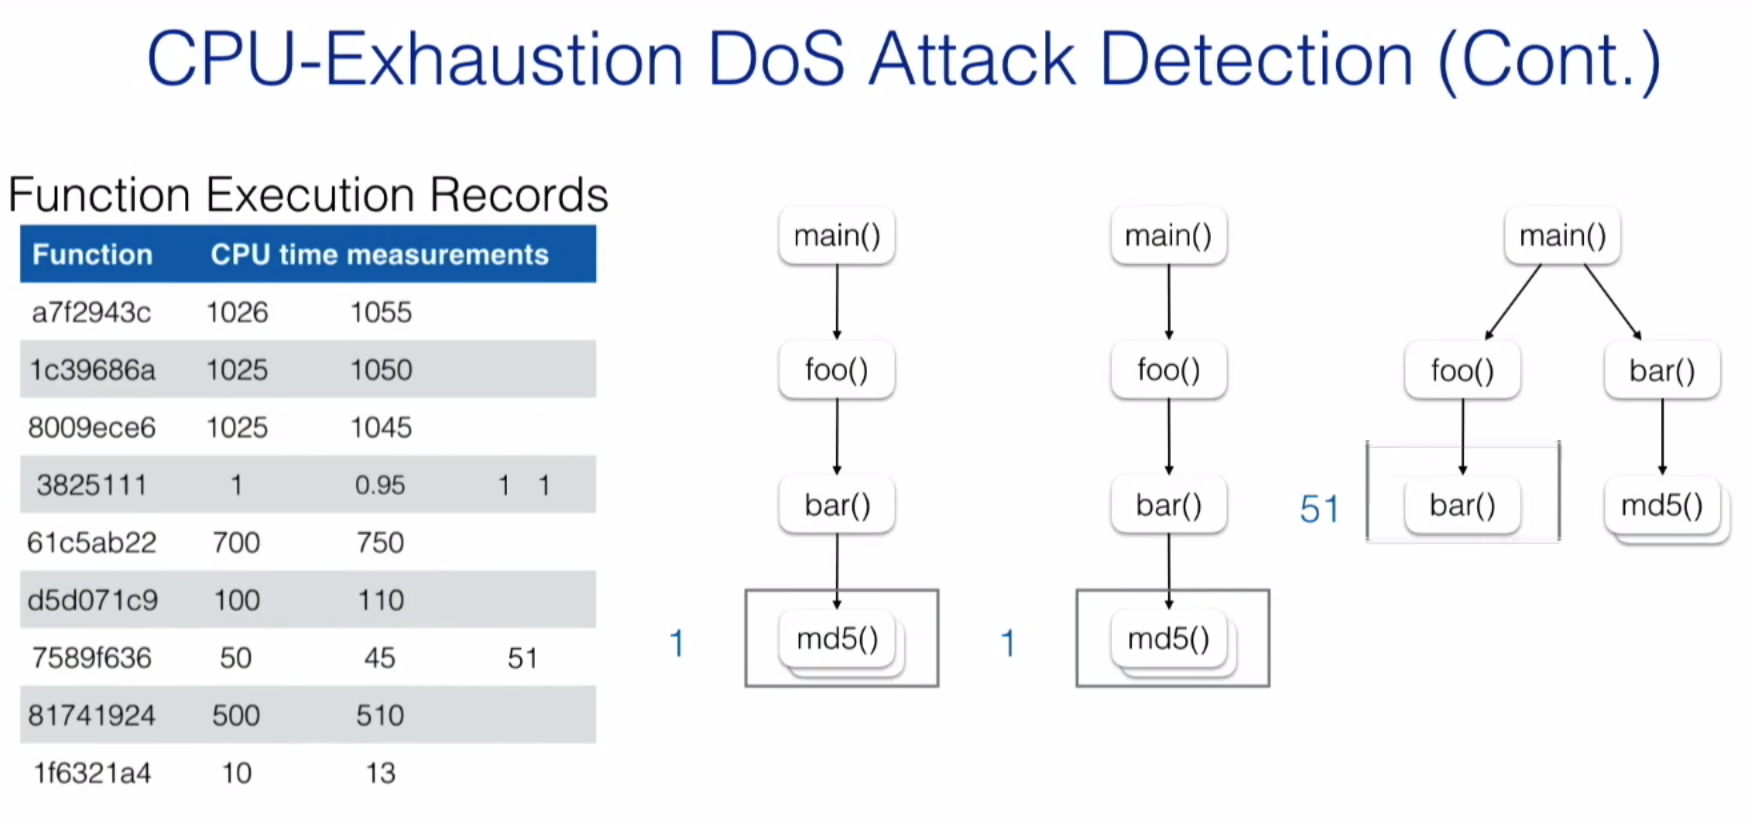 CPU-Exhaustion DoS Attack Detection (Cont.)
Function Execution Records
Function CPU time measurements
a7f2943c 1026 1055
1c39686a 1025 1050
8009ece6 1025 1045
3825111 1 0.95 1 1
61c5ab22 700 750
d5d071c9 100 110
7589f636 50 45 51
81741924 500 510
1f6321a4 10 13
main()
foo()
bar()
1 md5()
main()
foo()
bar()
1 md5()
main()
foo() bar()
51 bar() md5()